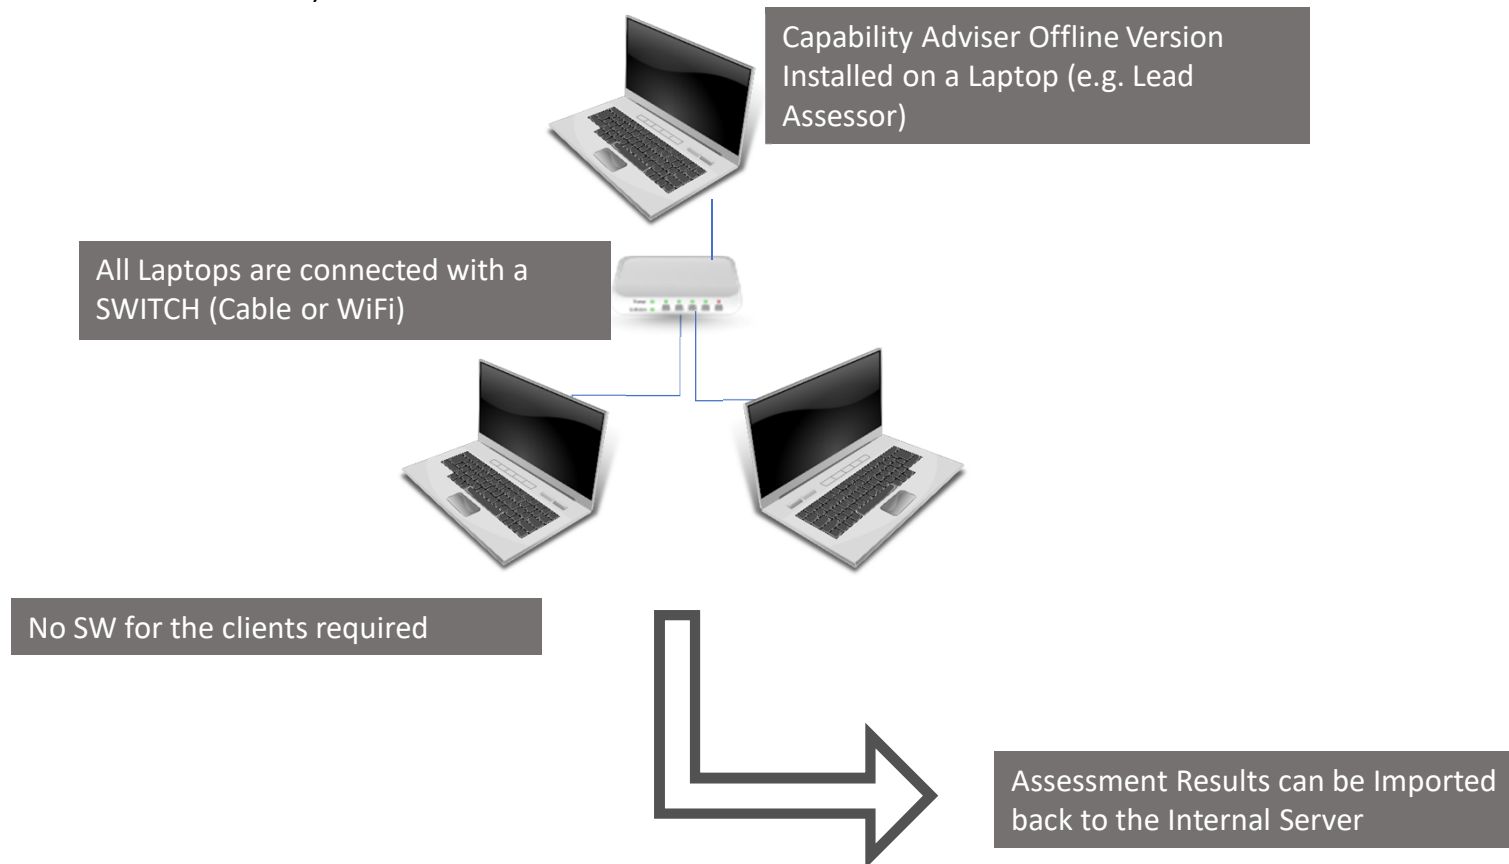 Capability Adviser Offline Version
Installed on a Laptop (e.g. Lead
Assessor)
All Laptops are connected with a
SWITCH (Cable or WiFi)
No SW for the clients required
Assessment Results can be Imported
back to the Internal Server